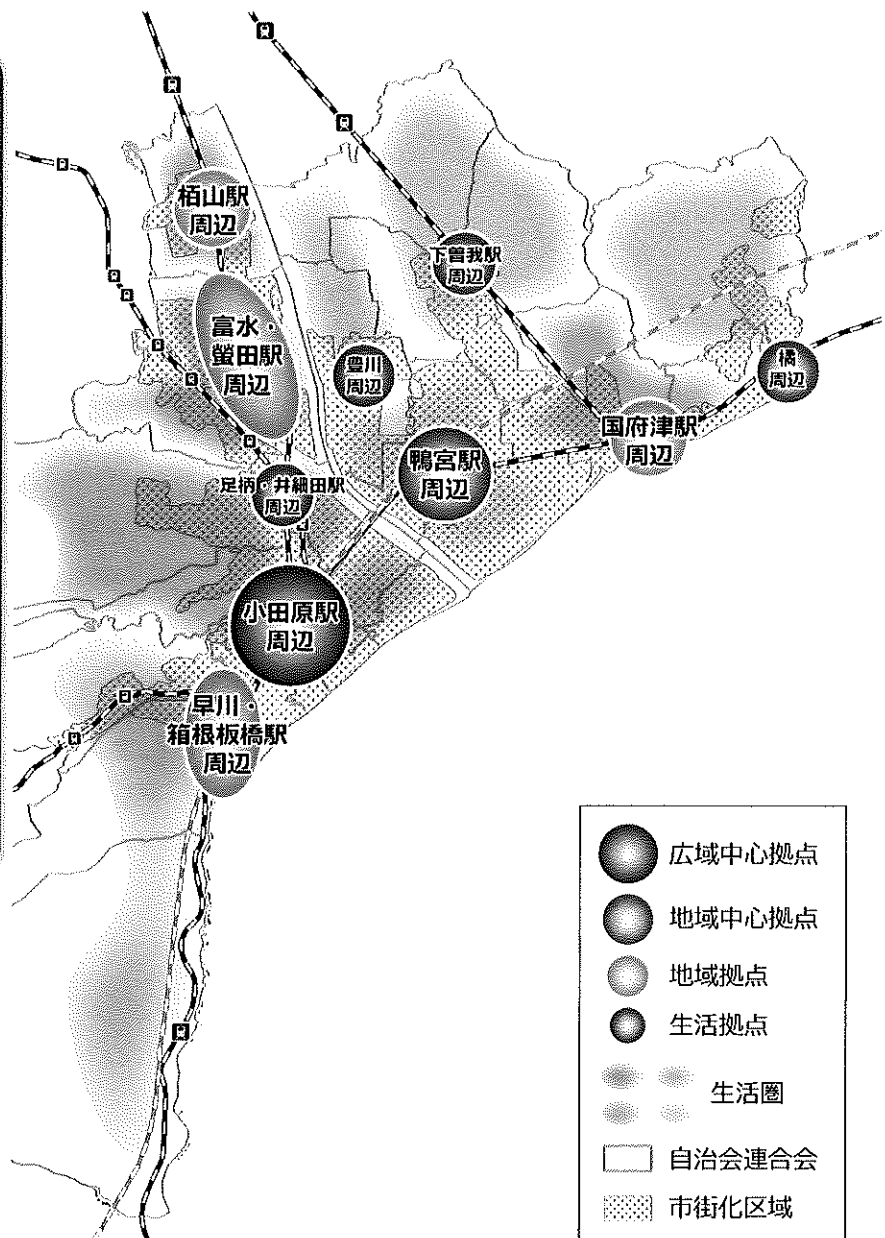 栢山駅
周辺
下曽我駅
周辺
富水・
螢田駅
周辺
豊川
周辺
橘
周辺
国府津駅
周辺
鴨宮駅
周辺
足柄・井細田駅
周辺
小田原駅
周辺
早川・
箱根板橋駅
周辺
広域中心拠点
地域中心拠点
地域拠点
生活拠点
生活圏
自治会連合会
市街化区域